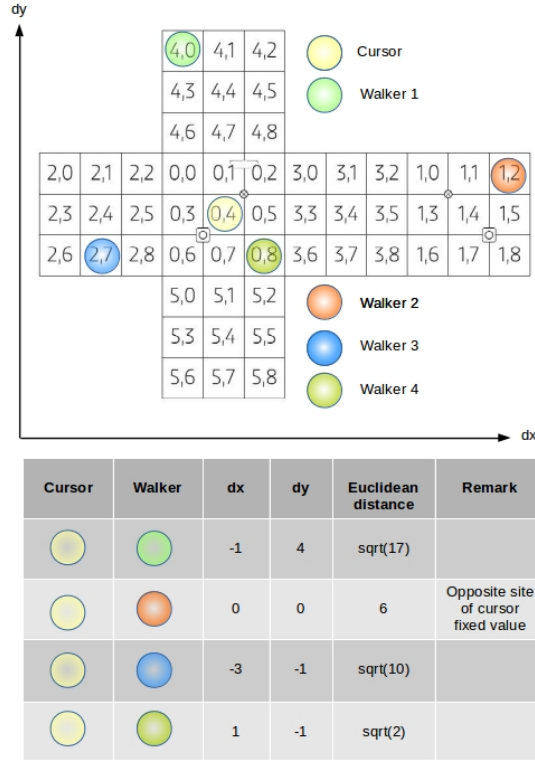 dy
4,0 4,1 4,2
Cursor
4,3 4,4 4,5
Walker 1
4,6 4,7 4,8
2,0 2,1 2,2 0,0 0,1 0,2 3,0 3,1 3,2 1,0 1,1 1,2
2,3 2,4 2,5 0,3 0,4 0,5 3,3 3,4 3,5 1,3 1,4 1,5
2,6 2,7 2,8 0,6 0,7 0,8 3,6 3,7 3,8 1,6 1,7 1,8
5,0 5,1 5,2
Walker 2
5,3 5,4 5,5
Walker 3
5,6 5,7 5,8
Walker 4
dx
Cursor Walker dx dy Euclidean distance Remark
-1 4 sqrt(17)
0 0 6 Opposite site of cursor fixed value
-3 -1 sqrt(10)
1 -1 sqrt(2)